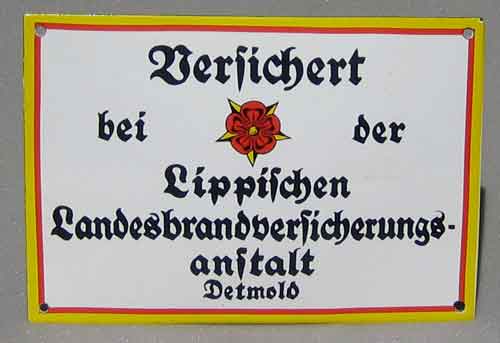 Versichert
bei der
Lippischen
Landesbrandversicherungs-
anstalt
Detmold